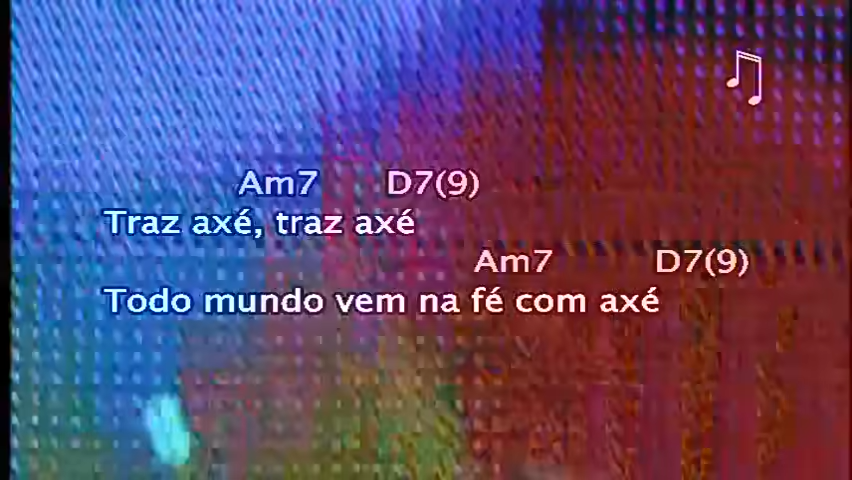 Am7 D7(9)
Traz axé, traz axé
Am7 D7(9)
Todo mundo vem na fé com axé